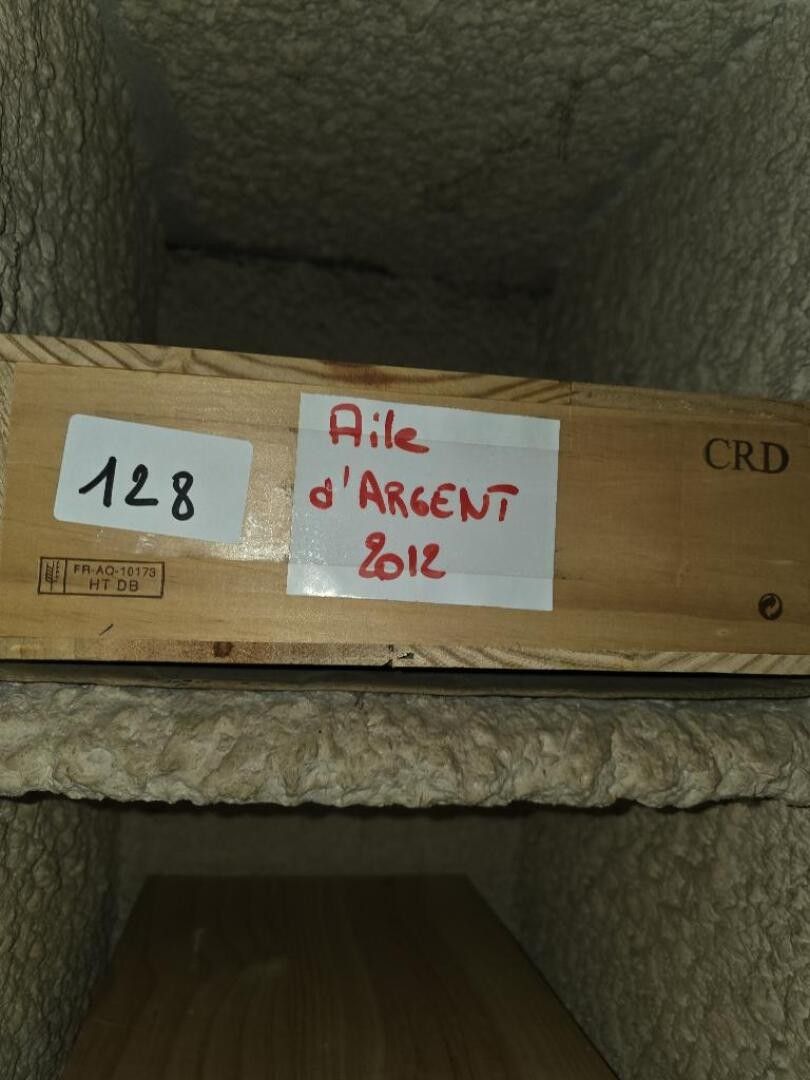 128
Aile
d'ARGENT
2012
CRD
FR-AQ-10173
HT DB